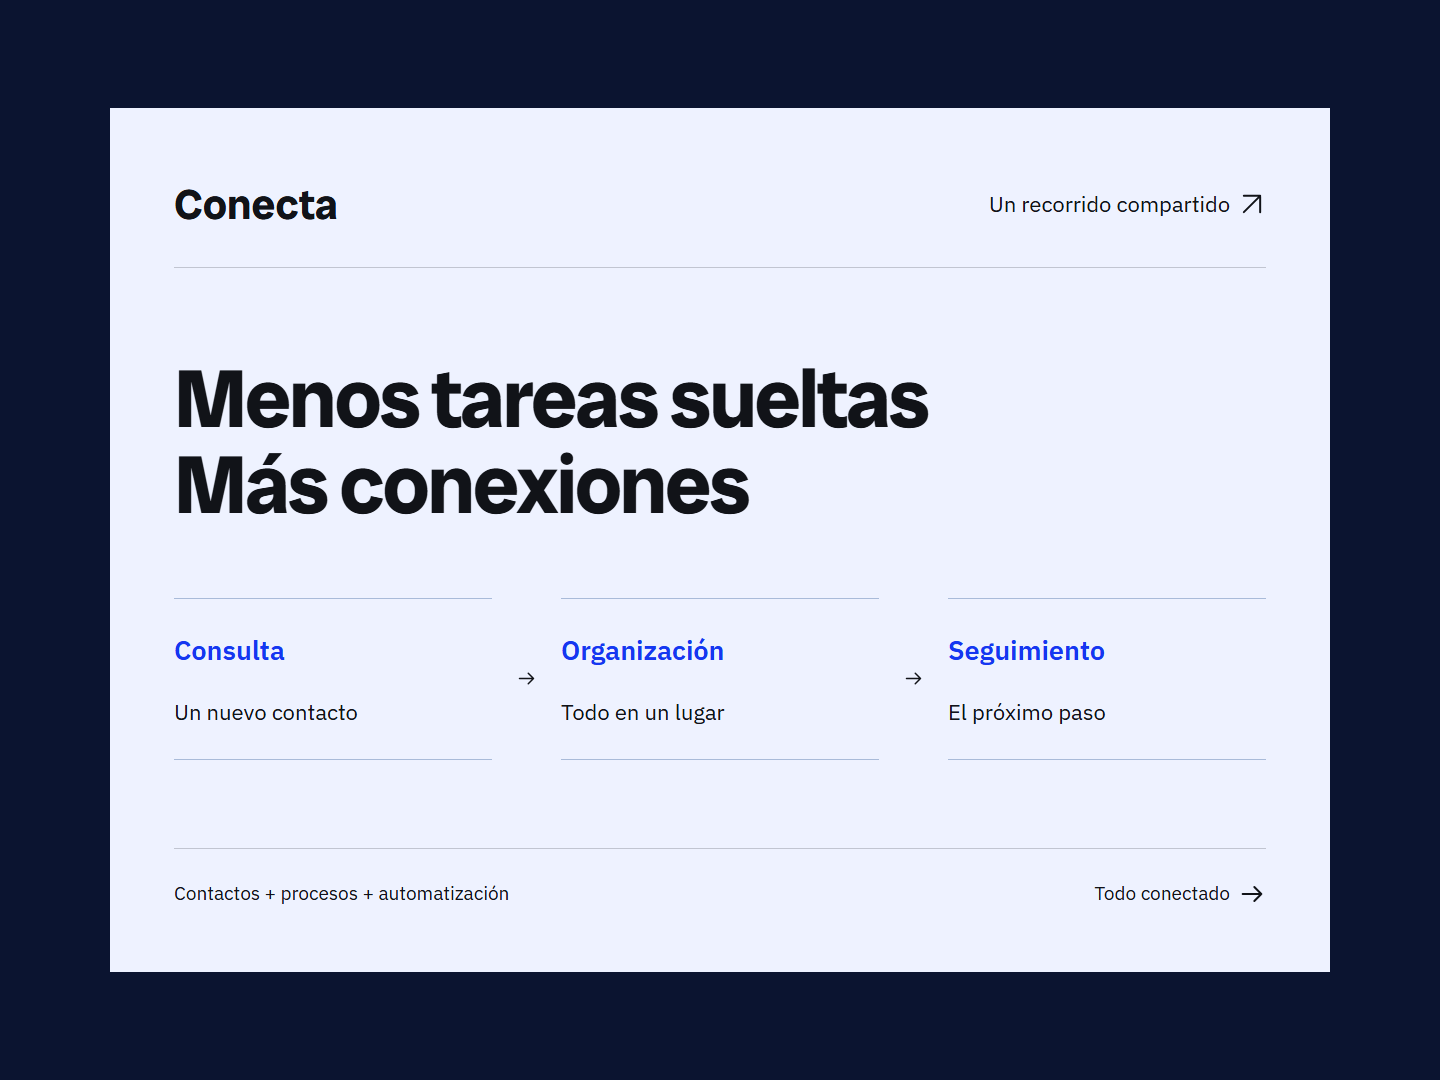 Conecta
Un recorrido compartido
Menos tareas sueltas
Más conexiones
Consulta
Un nuevo contacto
Organización
Todo en un lugar
Seguimiento
El próximo paso
Contactos + procesos + automatización
Todo conectado